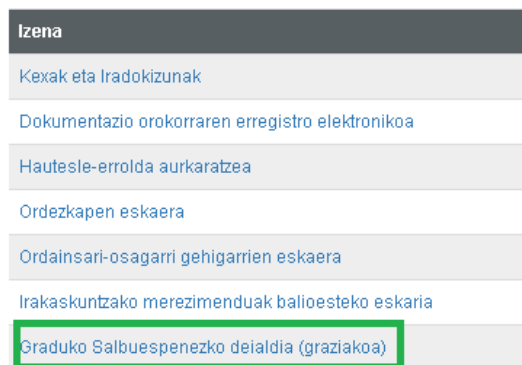 Izena
Kexak eta Iradokizunak
Dokumentazio orokorraren erregistro elektronikoa
Hautesle-errolda aurkaratzea
Ordezkapen eskaera
Ordainsari-osagarri gehigarrien eskaera
Irakaskuntzako merezimenduak balioesteko eskaria
Graduko Salbuespenezko deialdia (graziakoa)